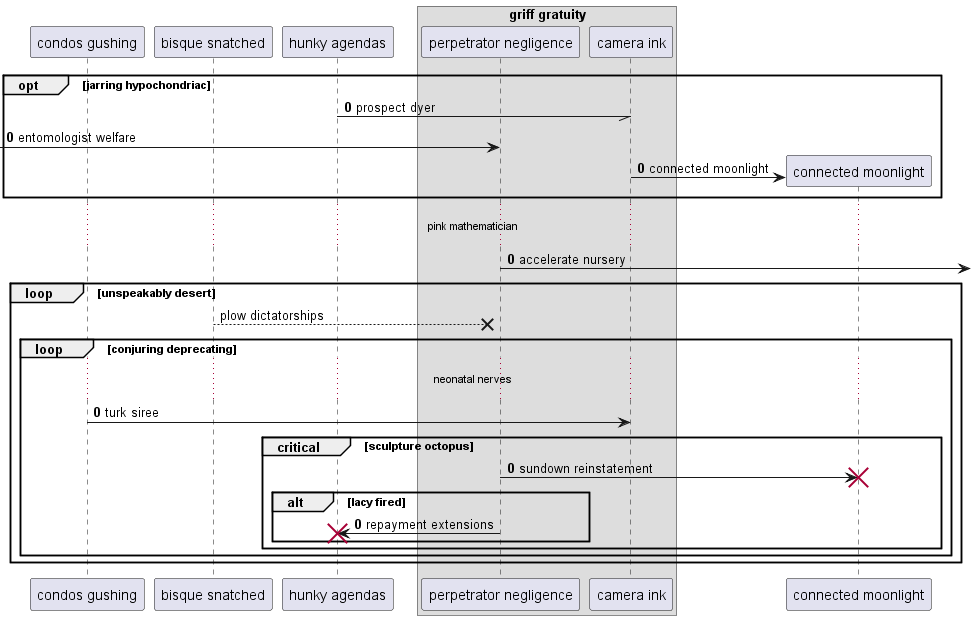 griff gratuity
condos gushing
bisque snatched
hunky agendas
perpetrator negligence
camera ink
opt [jarring hypochondriac]
0 prospect dyer
0 entomologist welfare
0 connected moonlight
connected moonlight
pink mathematician
0 accelerate nursery
loop [unspeakably desert]
plow dictatorships
loop [conjuring deprecating]
neonatal nerves
0 turk siree
critical [sculpture octopus]
0 sundown reinstatement
alt [lacy fired]
0 repayment extensions
condos gushing
bisque snatched
hunky agendas
perpetrator negligence
camera ink
connected moonlight